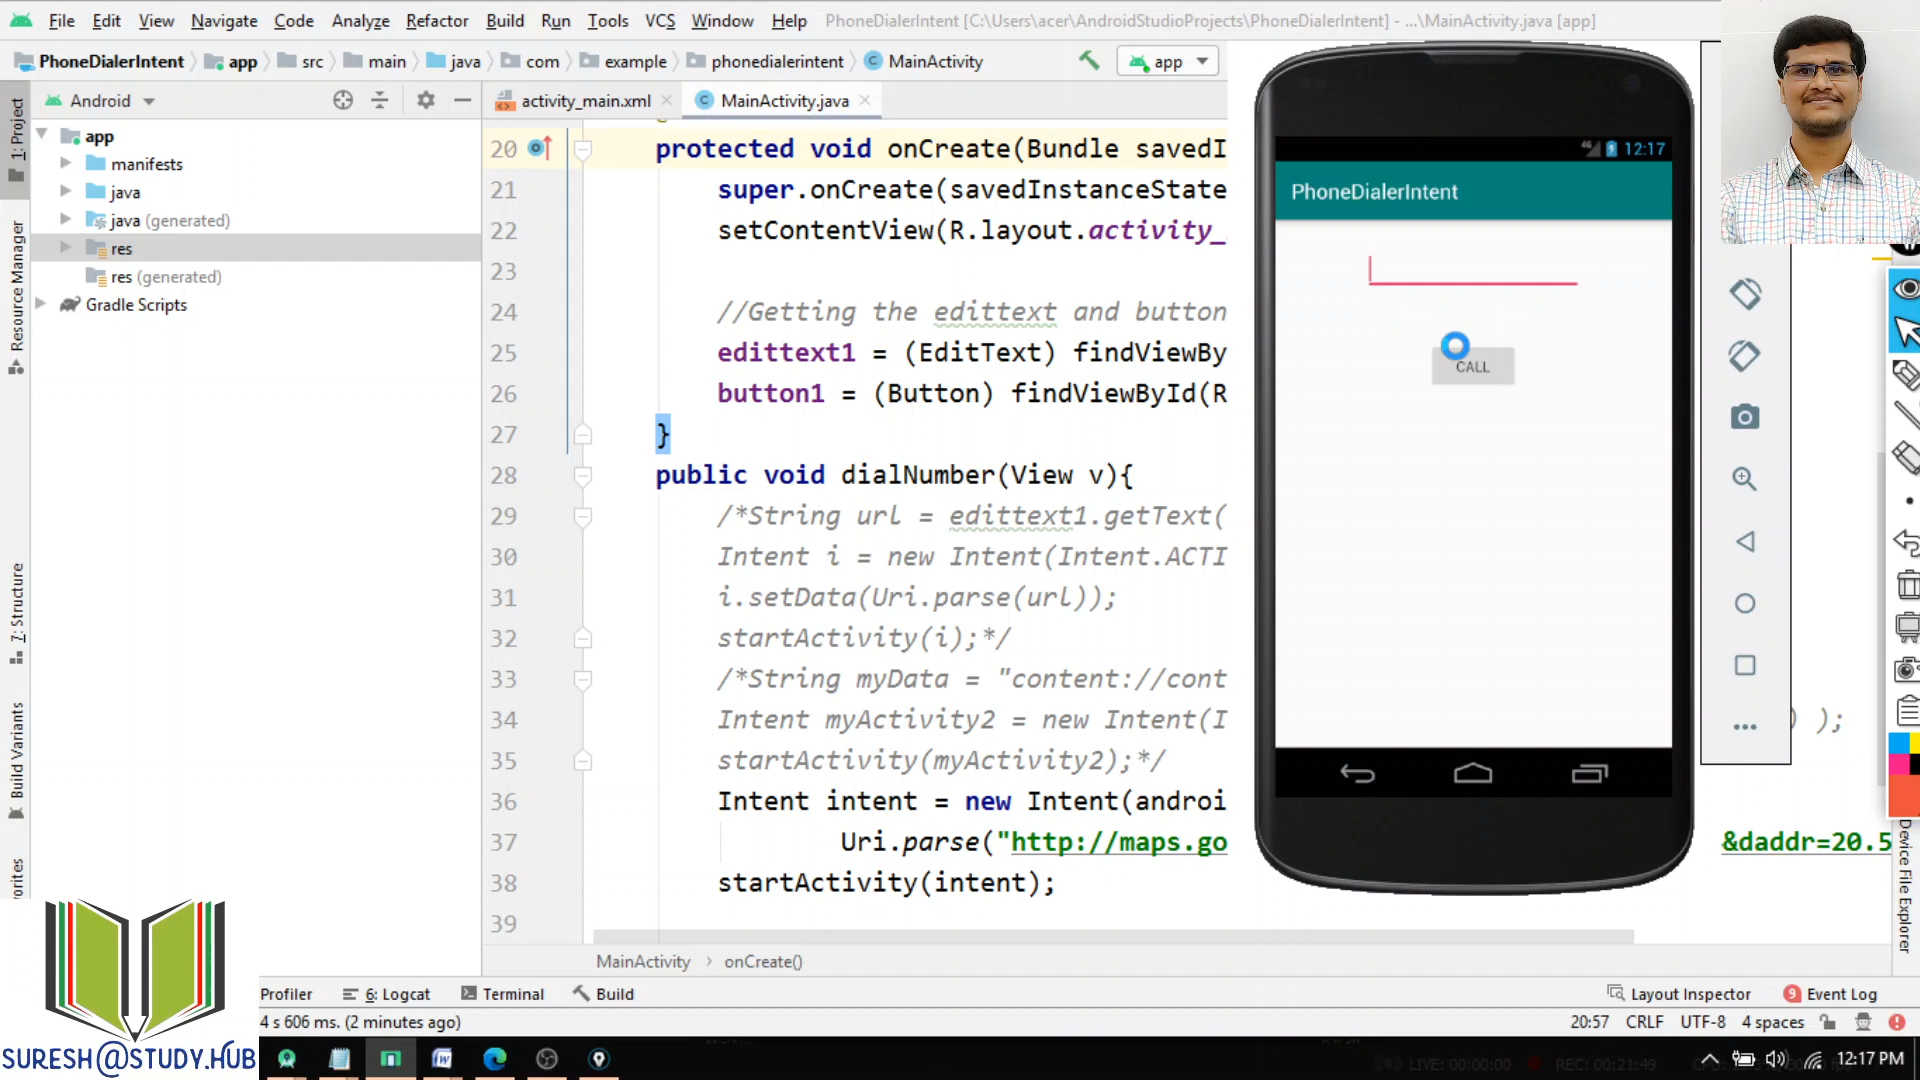 File Edit View Navigate Code Analyze Refactor Build Run Tools VCS Window Help PhoneDialerIntent [C:\Users\acer\AndroidStudioProjects\PhoneDialerIntent] - ...\MainActivity.java [app]
PhoneDialerIntent app src main java com example phonedialerintent MainActivity app
Android activity_main.xml MainActivity.java
1: Project
Resource Manager
7: Structure
Build Variants
app
manifests
java
java (generated)
res
res (generated)
Gradle Scripts
20 protected void onCreate(Bundle savedI
21 super.onCreate(savedInstanceState
22 setContentView(R.layout.activity_
23
24 //Getting the edittext and button
25 edittext1 = (EditText) findViewBy
26 button1 = (Button) findViewById(R
27 }
28 public void dialNumber(View v){
29 /*String url = edittext1.getText(
30 Intent i = new Intent(Intent.ACTI
31 i.setData(Uri.parse(url));
32 startActivity(i);*/
33 /*String myData = "content://cont
34 Intent myActivity2 = new Intent(I ) );
35 startActivity(myActivity2);*/
36 Intent intent = new Intent(androi
37 Uri.parse("http://maps.go &daddr=20.5
38 startActivity(intent);
39
12:17
PhoneDialerIntent
CALL
Device File Explorer
MainActivity › onCreate()
Profiler 6: Logcat Terminal Build Layout Inspector 9 Event Log
4 s 606 ms. (2 minutes ago) 20:57 CRLF UTF-8 4 spaces
SURESH@STUDY.HUB
LIVE: 00:00:00 REC: 00:21:49
12:17 PM